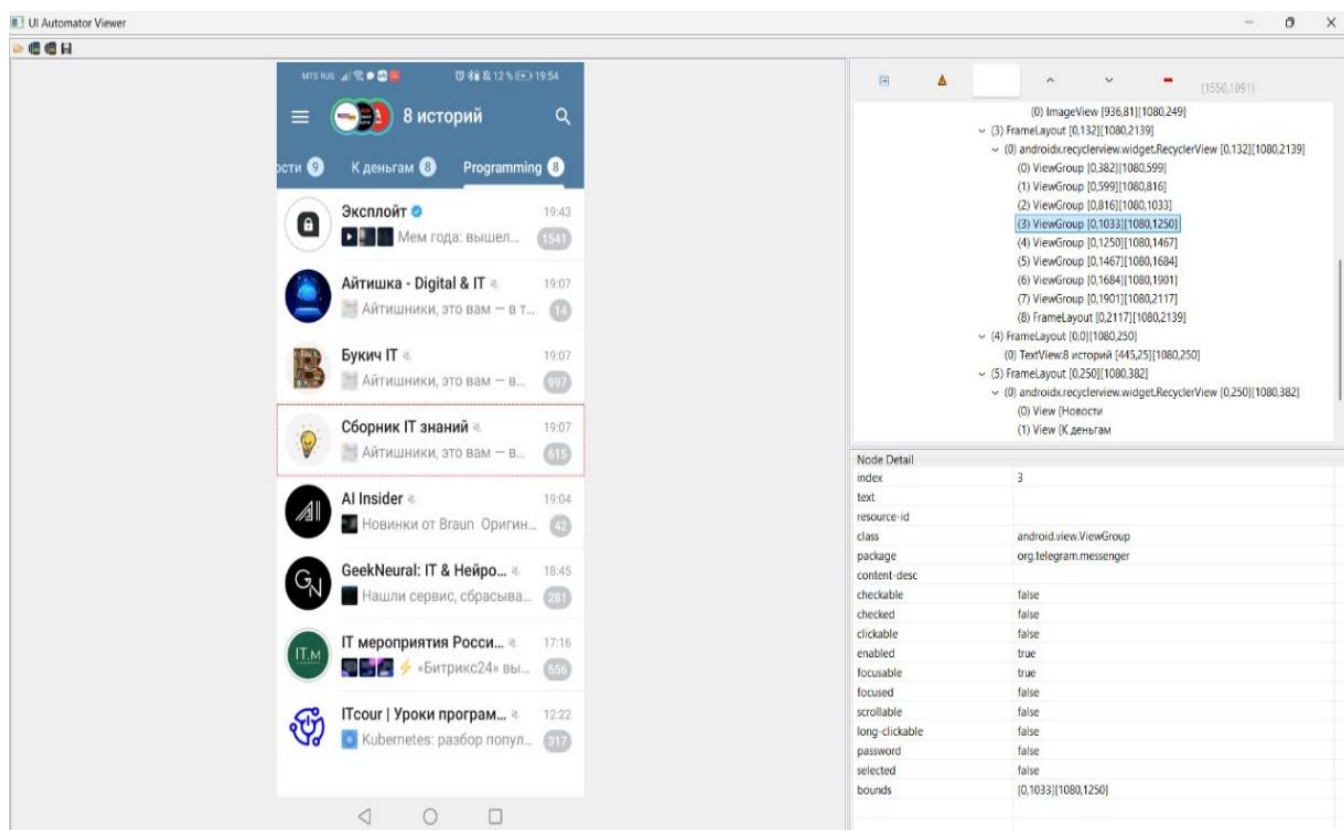 UI Automator Viewer
MTS RUS 12 % 19:54
8 историй
ости 9 К деньгам 8 Programming 8
Эксплойт 19:43
Мем года: вышел... 1541
Айтишка - Digital & IT 19:07
Айтишники, это вам — в т... 14
Букич IT 19:07
Айтишники, это вам — в... 997
Сборник IT знаний 19:07
Айтишники, это вам — в... 615
AI Insider 19:04
Новинки от Braun Оригин... 42
GeekNeural: IT & Нейро... 18:45
Нашли сервис, сбрасыва... 281
IT.м
IT мероприятия Росси... 17:16
«Битрикс24» вы... 556
ITcour | Уроки програм... 12:22
Kubernetes: разбор попул... 317
(1550,1091)
(0) ImageView [936,81][1080,249]
(3) FrameLayout [0,132][1080,2139]
(0) androidx.recyclerview.widget.RecyclerView [0,132][1080,2139]
(0) ViewGroup [0,382][1080,599]
(1) ViewGroup [0,599][1080,816]
(2) ViewGroup [0,816][1080,1033]
(3) ViewGroup [0,1033][1080,1250]
(4) ViewGroup [0,1250][1080,1467]
(5) ViewGroup [0,1467][1080,1684]
(6) ViewGroup [0,1684][1080,1901]
(7) ViewGroup [0,1901][1080,2117]
(8) FrameLayout [0,2117][1080,2139]
(4) FrameLayout [0,0][1080,250]
(0) TextView:8 историй [445,25][1080,250]
(5) FrameLayout [0,250][1080,382]
(0) androidx.recyclerview.widget.RecyclerView [0,250][1080,382]
(0) View {Новости
(1) View {К деньгам
Node Detail
index 3
text
resource-id
class android.view.ViewGroup
package org.telegram.messenger
content-desc
checkable false
checked false
clickable false
enabled true
focusable true
focused false
scrollable false
long-clickable false
password false
selected false
bounds [0,1033][1080,1250]